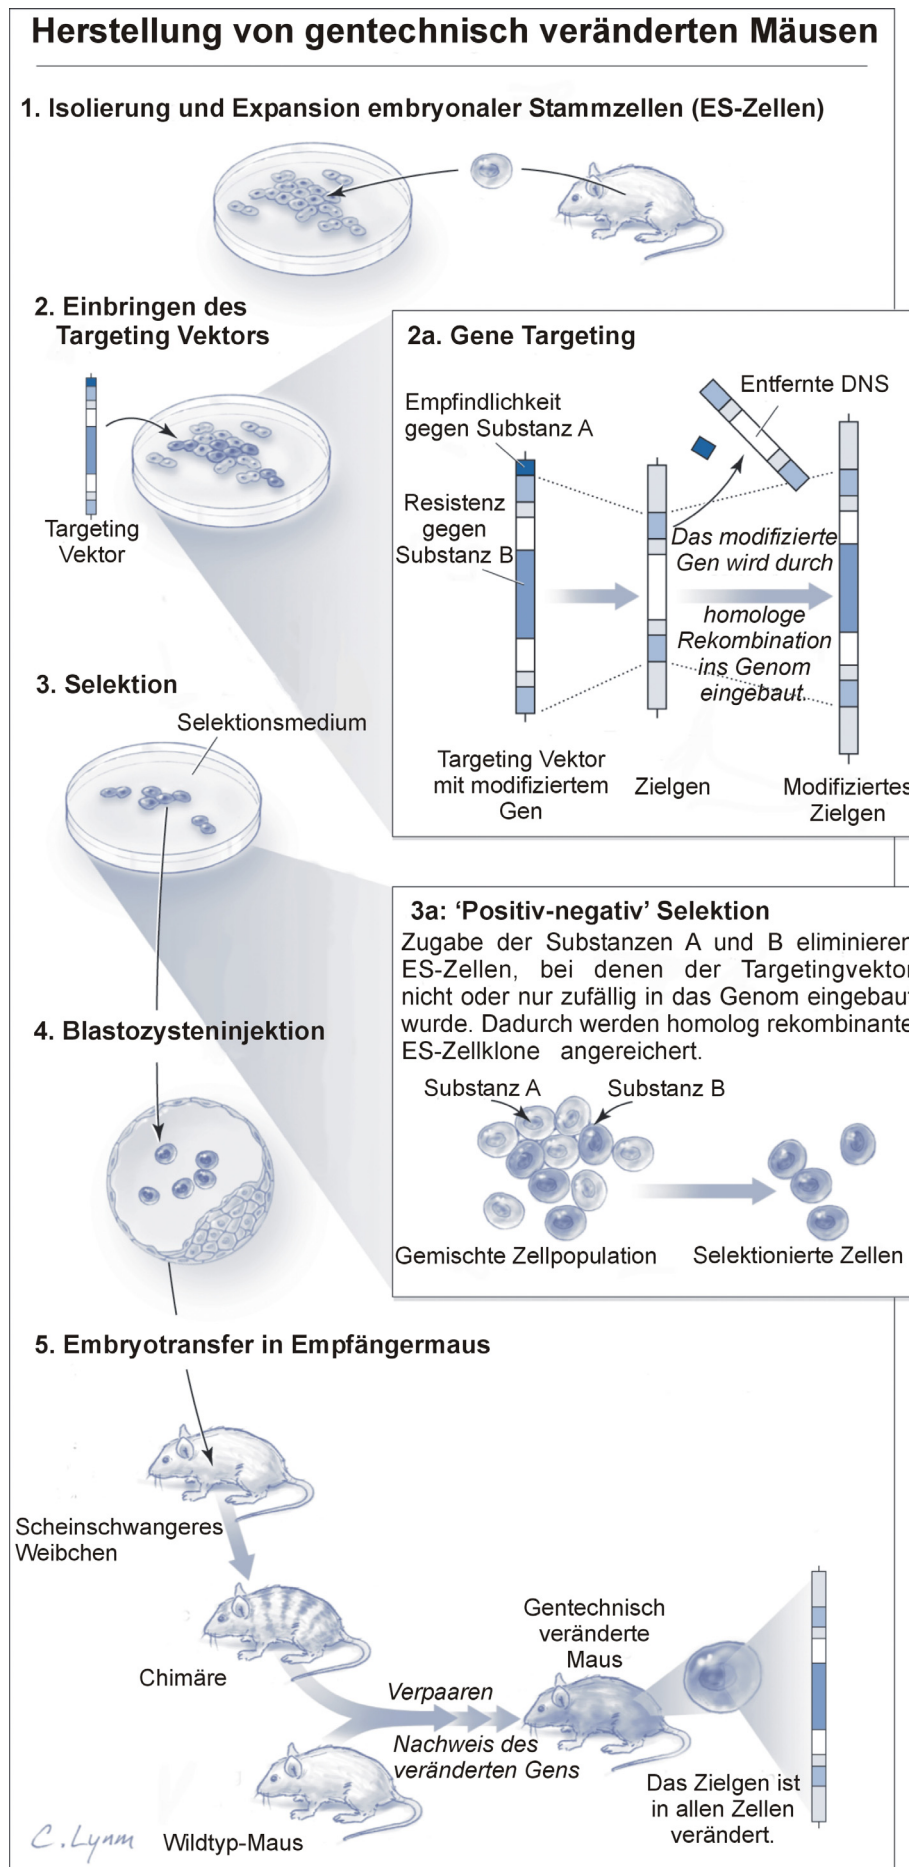 Herstellung von gentechnisch veränderten Mäusen
1. Isolierung und Expansion embryonaler Stammzellen (ES-Zellen)
2. Einbringen des
Targeting Vektors
Targeting
Vektor
2a. Gene Targeting
Entfernte DNS
Empfindlichkeit
gegen Substanz A
Resistenz
gegen
Substanz B
Das modifizierte
Gen wird durch
homologe
Rekombination
ins Genom
eingebaut.
Targeting Vektor
mit modifiziertem
Gen
Zielgen
Modifiziertes
Zielgen
3. Selektion
Selektionsmedium
3a: ‘Positiv-negativ’ Selektion
Zugabe der Substanzen A und B eliminieren
ES-Zellen, bei denen der Targetingvektor
nicht oder nur zufällig in das Genom eingebaut
wurde. Dadurch werden homolog rekombinante
ES-Zellklone angereichert.
Substanz A
Substanz B
Gemischte Zellpopulation
Selektionierte Zellen
4. Blastozysteninjektion
5. Embryotransfer in Empfängermaus
Scheinschwangeres
Weibchen
Chimäre
Verpaaren
Nachweis des
veränderten Gens
Wildtyp-Maus
Gentechnisch
veränderte
Maus
Das Zielgen ist
in allen Zellen
verändert.
C. Lynm